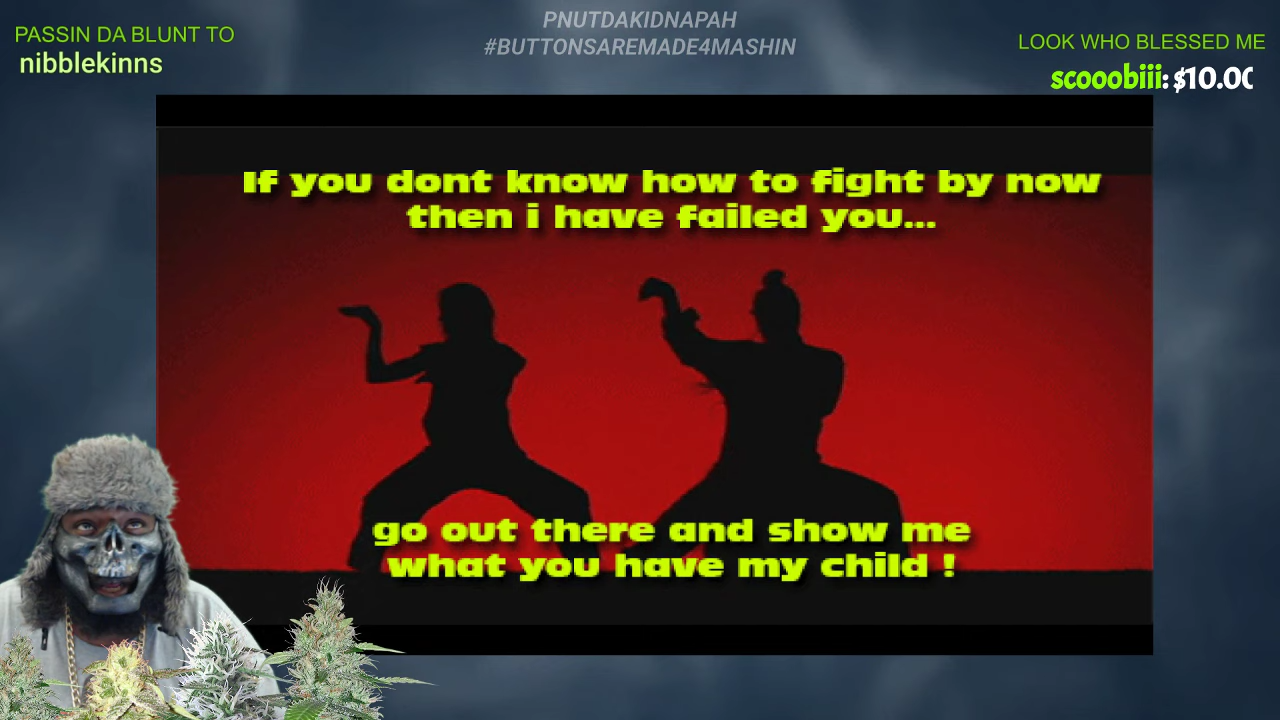 PASSIN DA BLUNT TO
nibblekinns
PNUTDAKIDNAPAH
#BUTTONSAREMADE4MASHIN
LOOK WHO BLESSED ME
scooobiii: $10.0
If you dont know how to fight by now
then i have failed you...
go out there and show me
what you have my child !